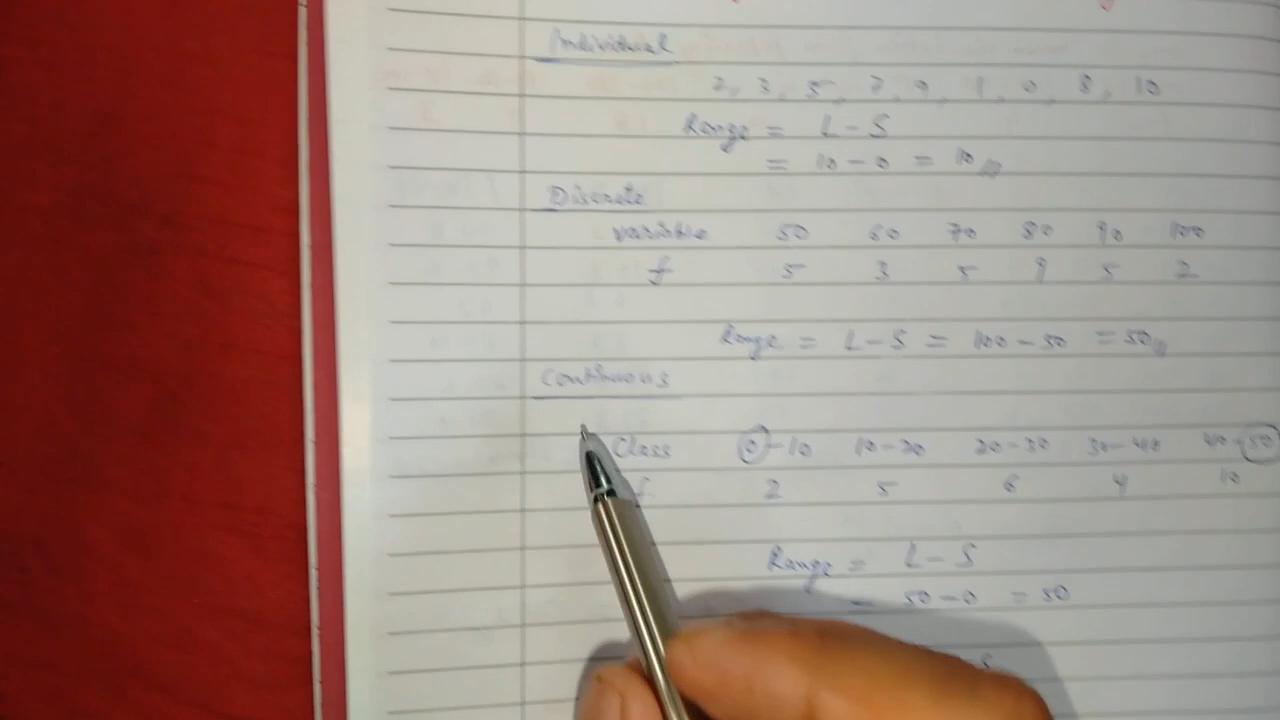 Individual
2, 3, 5, 7, 9, 1, 0, 8, 10
Range = L - S
= 10 - 0 = 10
Discrete
variable 50 60 70 80 90 100
f 5 3 5 9 5 2
Range = L - S = 100 - 50 = 50
Continuous
Class 0-10 10-20 20-30 30-40 40-50
f 2 5 6 4 10
Range = L - S
= 50 - 0 = 50
S